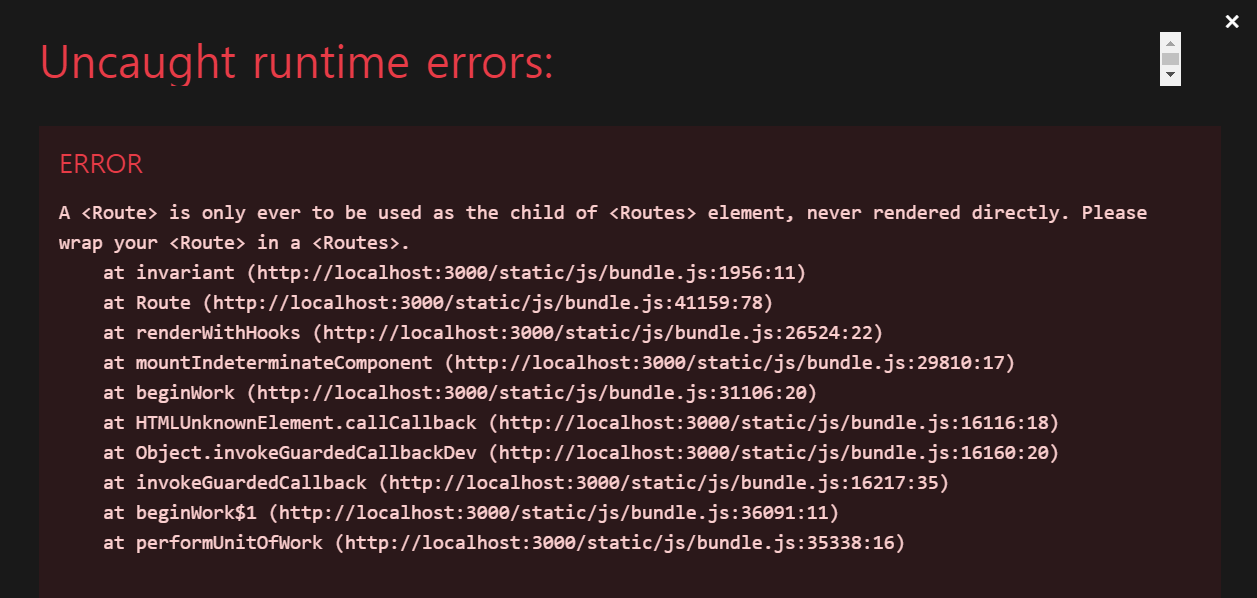 Uncaught runtime errors:
ERROR
A <Route> is only ever to be used as the child of <Routes> element, never rendered directly. Please
wrap your <Route> in a <Routes>.
    at invariant (http://localhost:3000/static/js/bundle.js:1956:11)
    at Route (http://localhost:3000/static/js/bundle.js:41159:78)
    at renderWithHooks (http://localhost:3000/static/js/bundle.js:26524:22)
    at mountIndeterminateComponent (http://localhost:3000/static/js/bundle.js:29810:17)
    at beginWork (http://localhost:3000/static/js/bundle.js:31106:20)
    at HTMLUnknownElement.callCallback (http://localhost:3000/static/js/bundle.js:16116:18)
    at Object.invokeGuardedCallbackDev (http://localhost:3000/static/js/bundle.js:16160:20)
    at invokeGuardedCallback (http://localhost:3000/static/js/bundle.js:16217:35)
    at beginWork$1 (http://localhost:3000/static/js/bundle.js:36091:11)
    at performUnitOfWork (http://localhost:3000/static/js/bundle.js:35338:16)